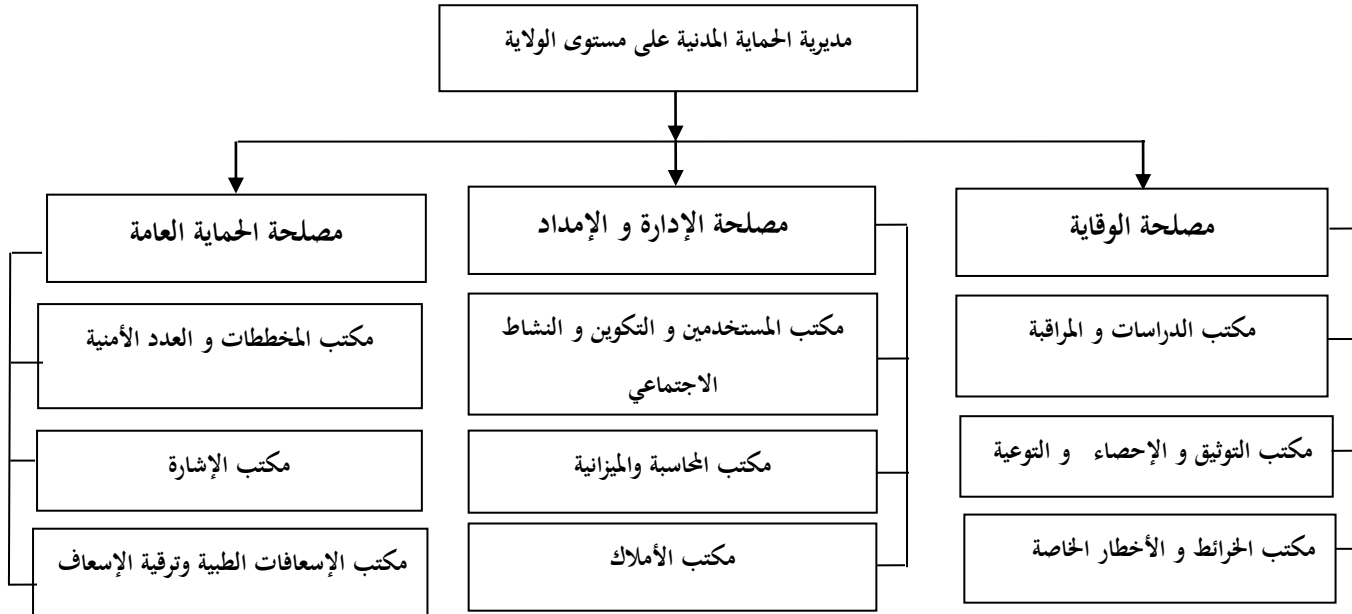 مديرية الحماية المدنية على مستوى الولاية
مصلحة الوقاية
مصلحة الإدارة و الإمداد
مصلحة الحماية العامة
مكتب الدراسات و المراقبة
مكتب التوثيق و الإحصاء و التوعية
مكتب الخرائط و الأخطار الخاصة
مكتب المستخدمين و التكوين و النشاط
الاجتماعي
مكتب المحاسبة والميزانية
مكتب الأملاك
مكتب المخططات و العدد الأمنية
مكتب الإشارة
مكتب الإسعافات الطبية وترقية الإسعاف